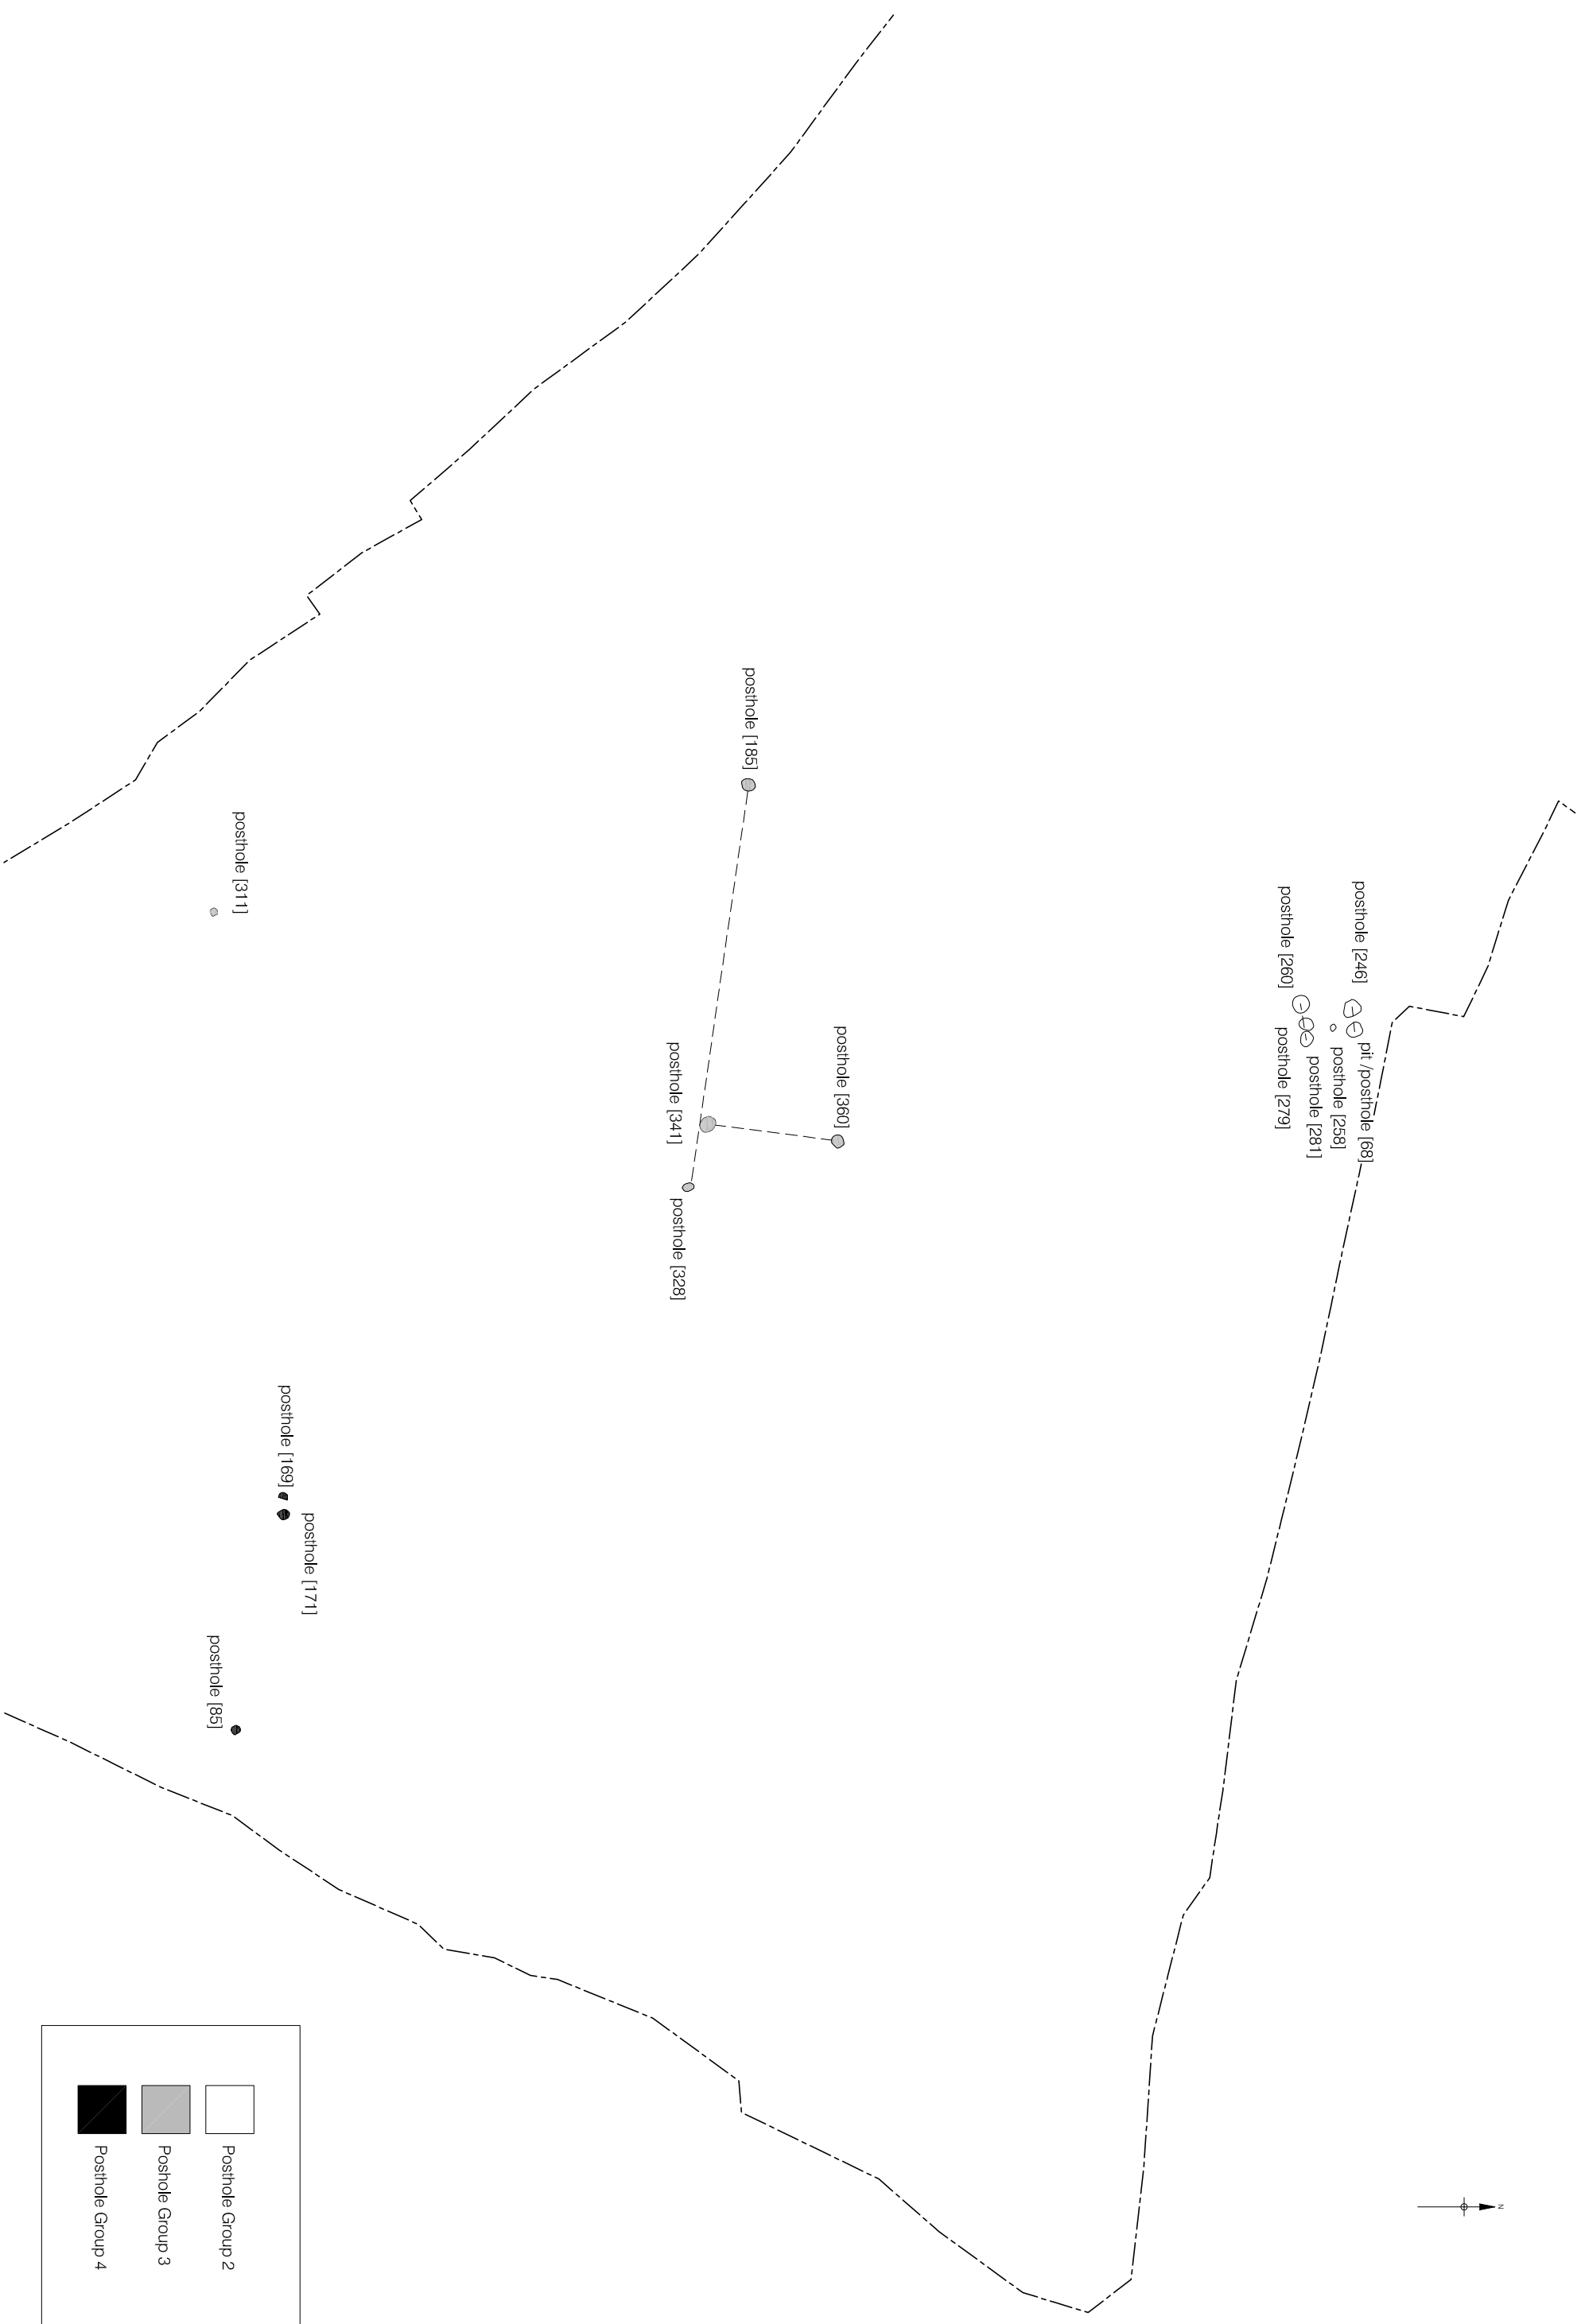 N
posthole [246]
pit /posthole [68]
posthole [258]
posthole [260]
posthole [281]
posthole [279]
posthole [360]
posthole [185]
posthole [341]
posthole [328]
posthole [311]
posthole [169]
posthole [171]
posthole [85]
Posthole Group 2
Poshole Group 3
Posthole Group 4